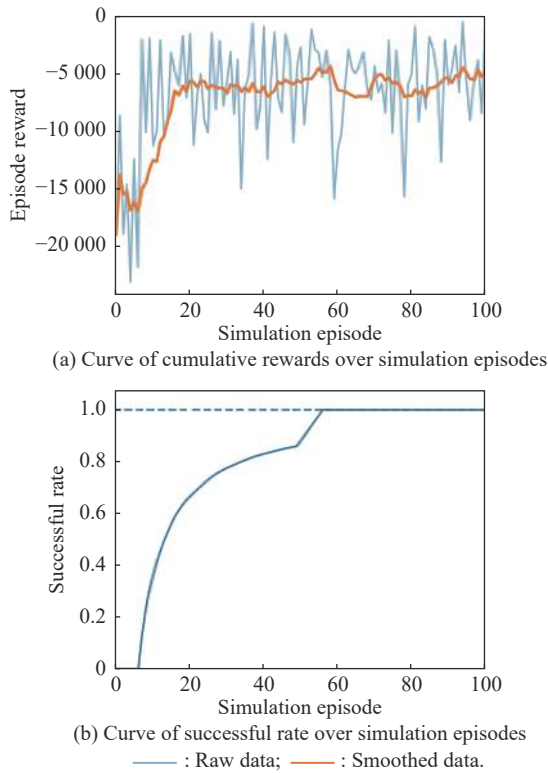 0
−5 000
−10 000
−15 000
−20 000
Episode reward
0 20 40 60 80 100
Simulation episode
(a) Curve of cumulative rewards over simulation episodes
1.0
0.8
0.6
0.4
0.2
0
Successful rate
0 20 40 60 80 100
Simulation episode
(b) Curve of successful rate over simulation episodes
: Raw data; : Smoothed data.